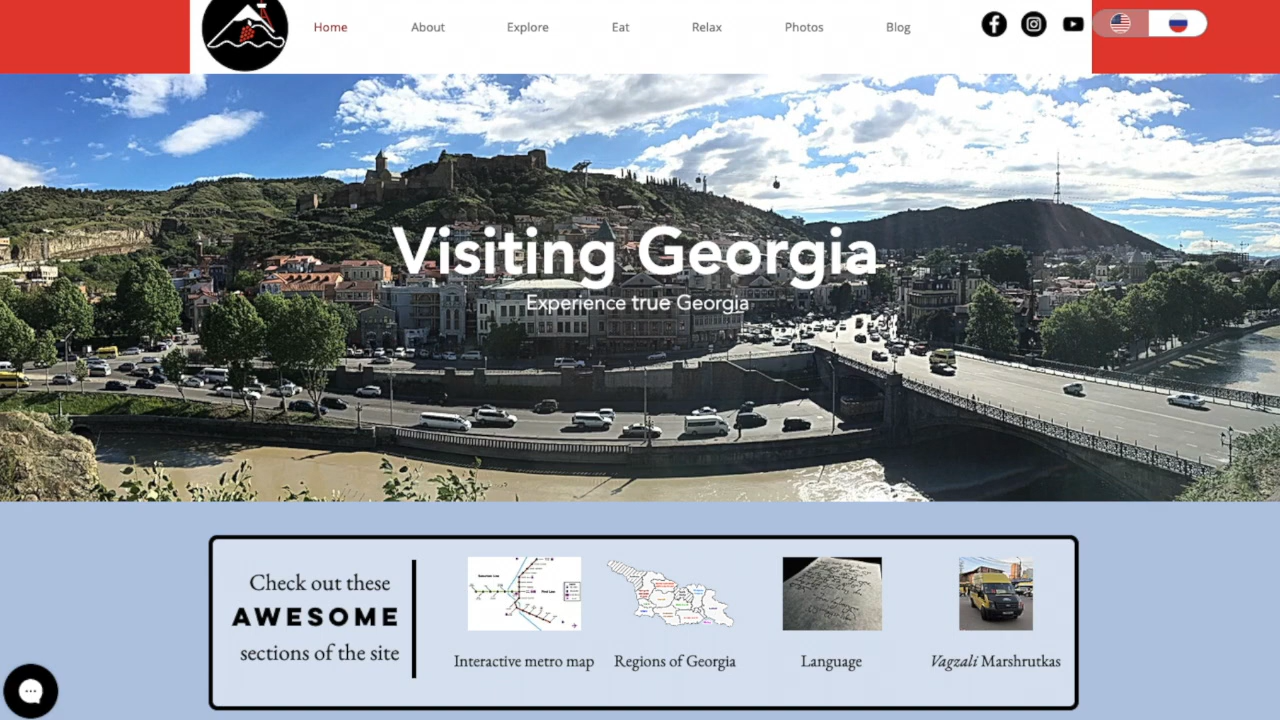 Home About Explore Eat Relax Photos Blog
Visiting Georgia
Experience true Georgia
Check out these
AWESOME
sections of the site
Interactive metro map
Regions of Georgia
Language
Vagzali Marshrutkas